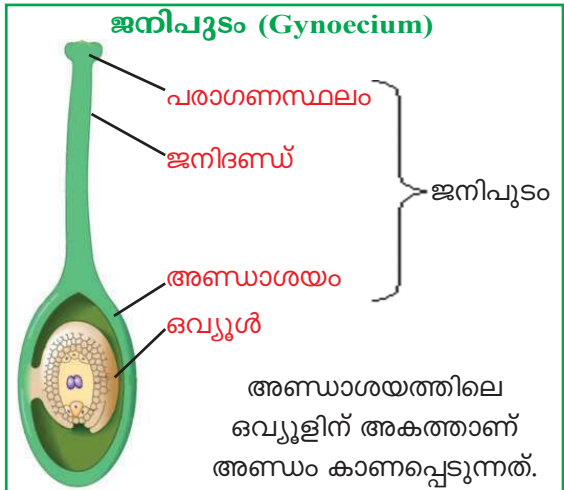 ജനിപുടം (Gynoecium)
പരാഗണസ്ഥലം
ജനിദണ്ഡ്
ജനിപുടം
അണ്ഡാശയം
ഒവ്യൂൾ
അണ്ഡാശയത്തിലെ
ഒവ്യൂളിന് അകത്താണ്
അണ്ഡം കാണപ്പെടുന്നത്.